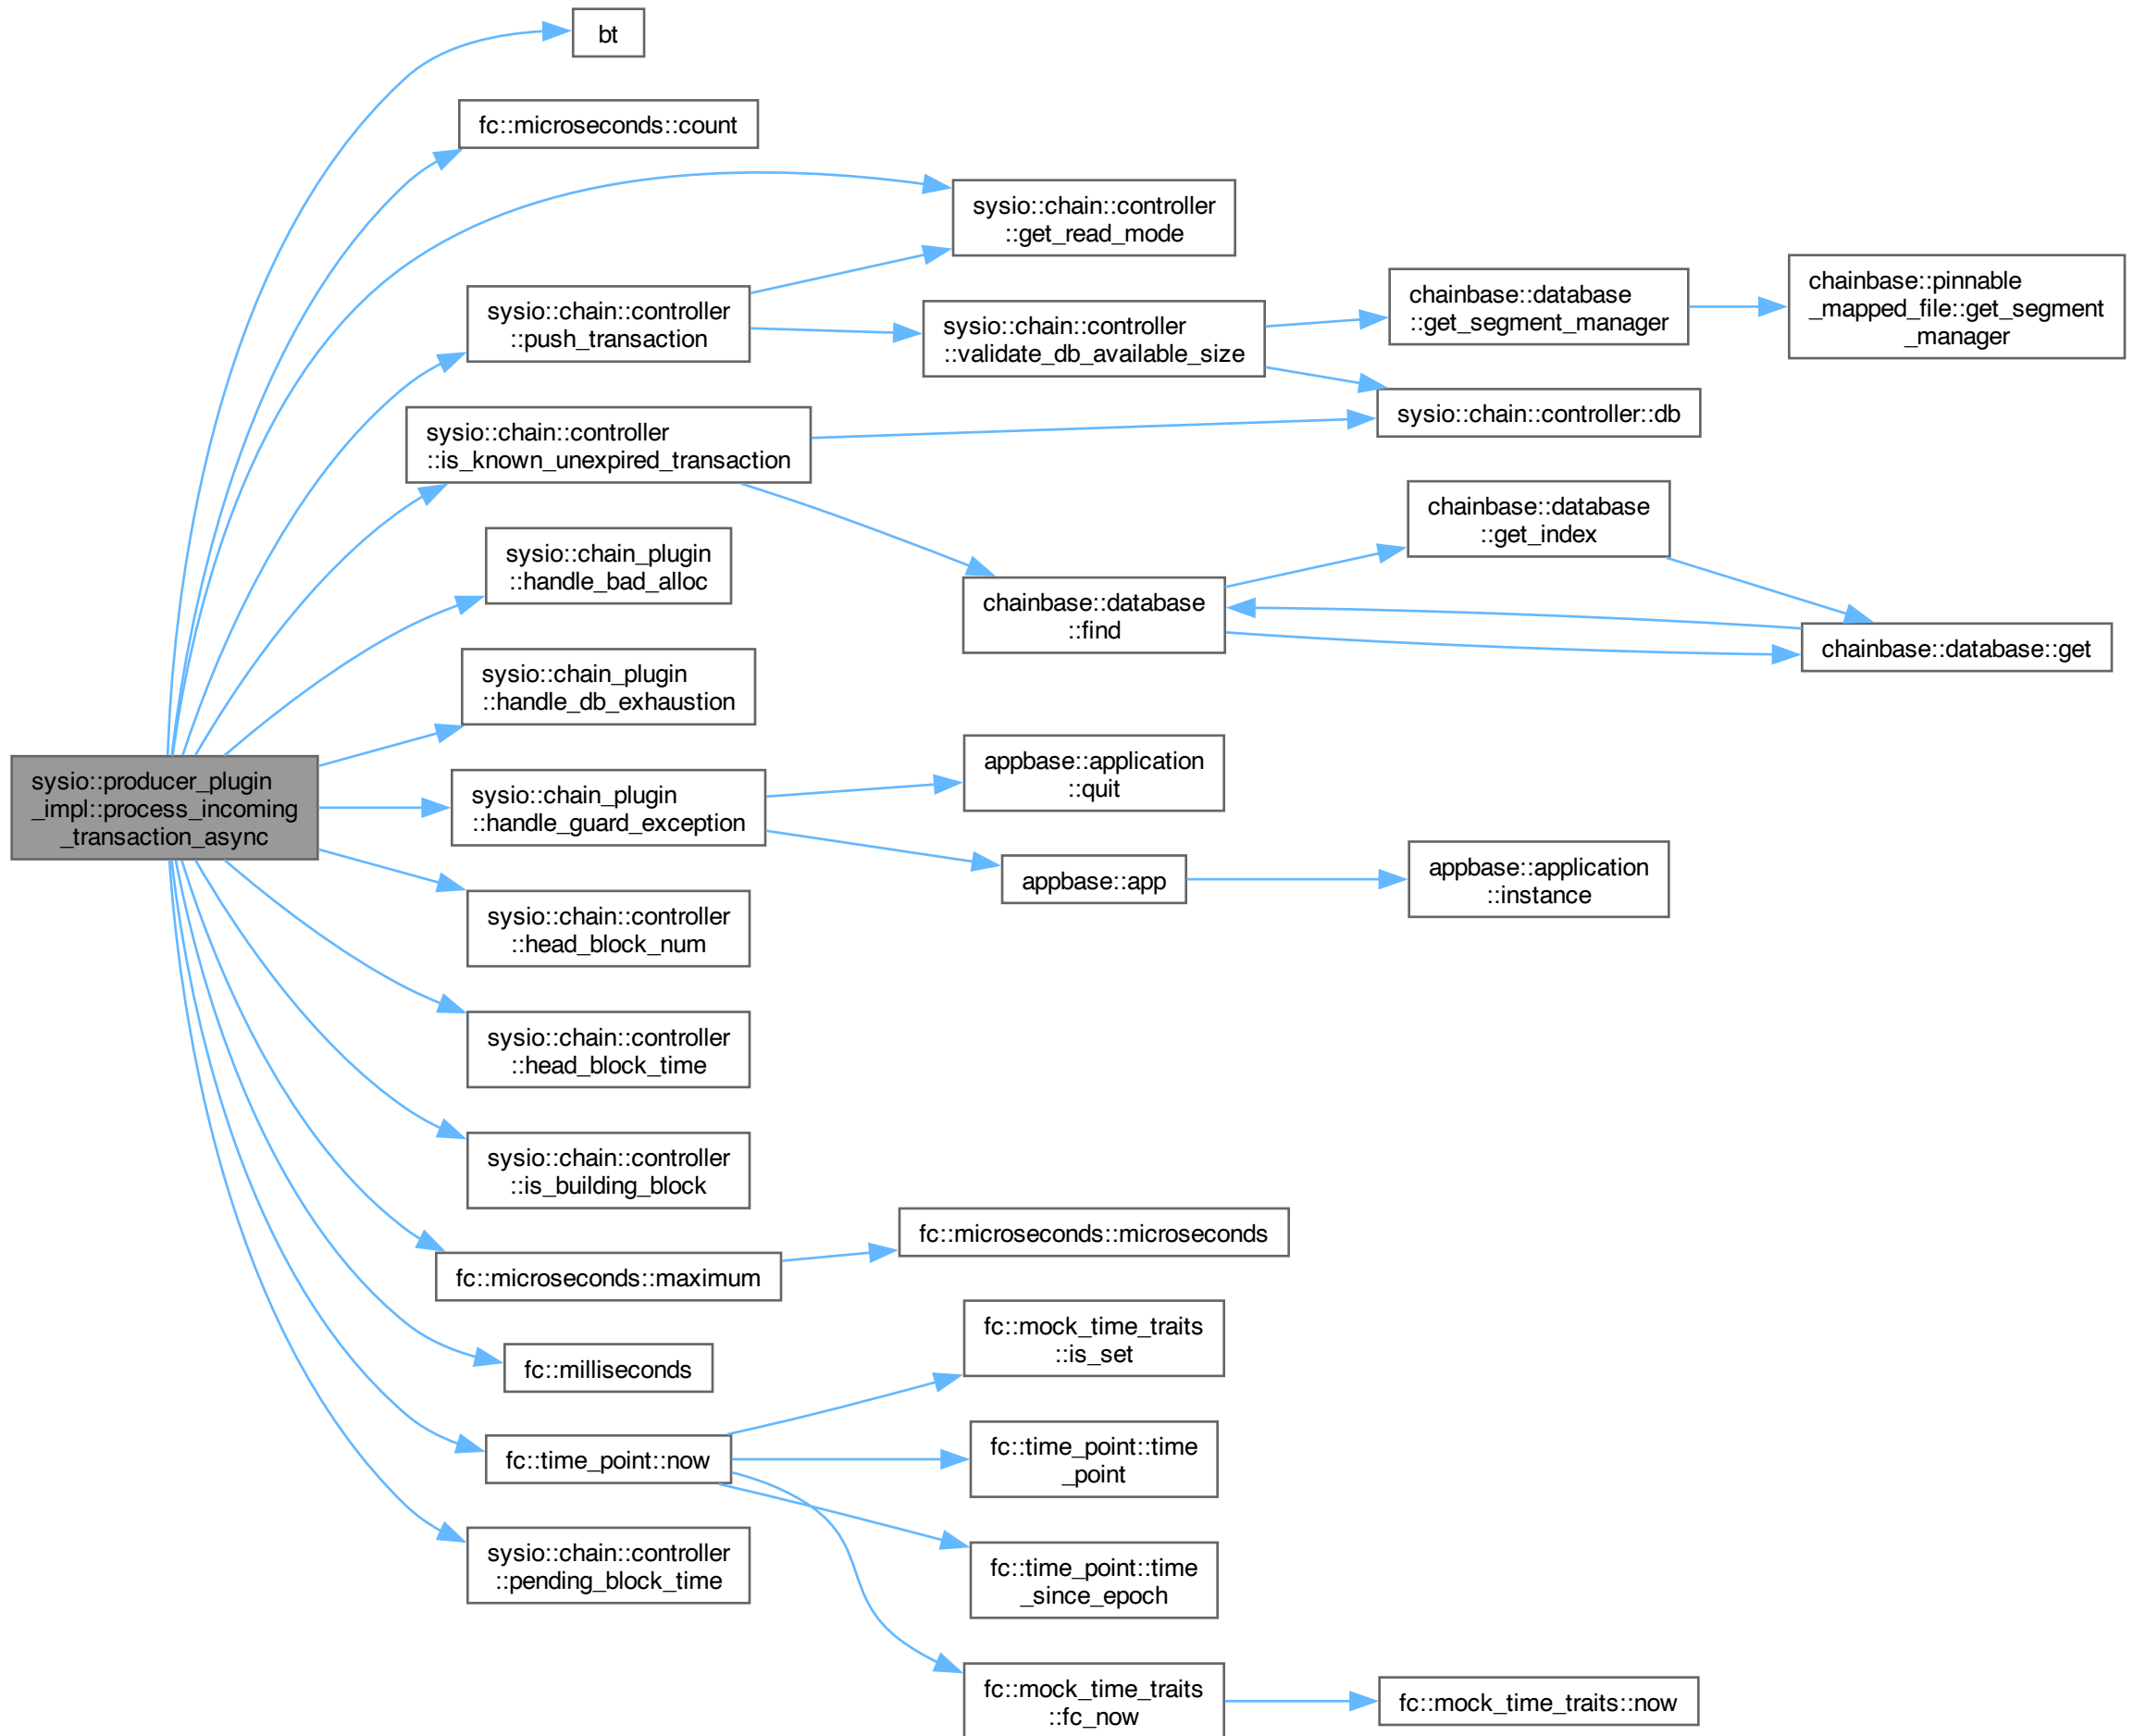 bt
fc::microseconds::count
sysio::chain::controller
::get_read_mode
sysio::chain::controller
::push_transaction
sysio::chain::controller
::validate_db_available_size
chainbase::database
::get_segment_manager
chainbase::pinnable
_mapped_file::get_segment
_manager
sysio::chain::controller::db
sysio::chain::controller
::is_known_unexpired_transaction
chainbase::database
::get_index
sysio::chain_plugin
::handle_bad_alloc
chainbase::database
::find
chainbase::database::get
sysio::chain_plugin
::handle_db_exhaustion
sysio::producer_plugin
_impl::process_incoming
_transaction_async
sysio::chain_plugin
::handle_guard_exception
appbase::application
::quit
appbase::app
appbase::application
::instance
sysio::chain::controller
::head_block_num
sysio::chain::controller
::head_block_time
sysio::chain::controller
::is_building_block
fc::microseconds::maximum
fc::microseconds::microseconds
fc::milliseconds
fc::mock_time_traits
::is_set
fc::time_point::now
fc::time_point::time
_point
fc::time_point::time
_since_epoch
sysio::chain::controller
::pending_block_time
fc::mock_time_traits
::fc_now
fc::mock_time_traits::now